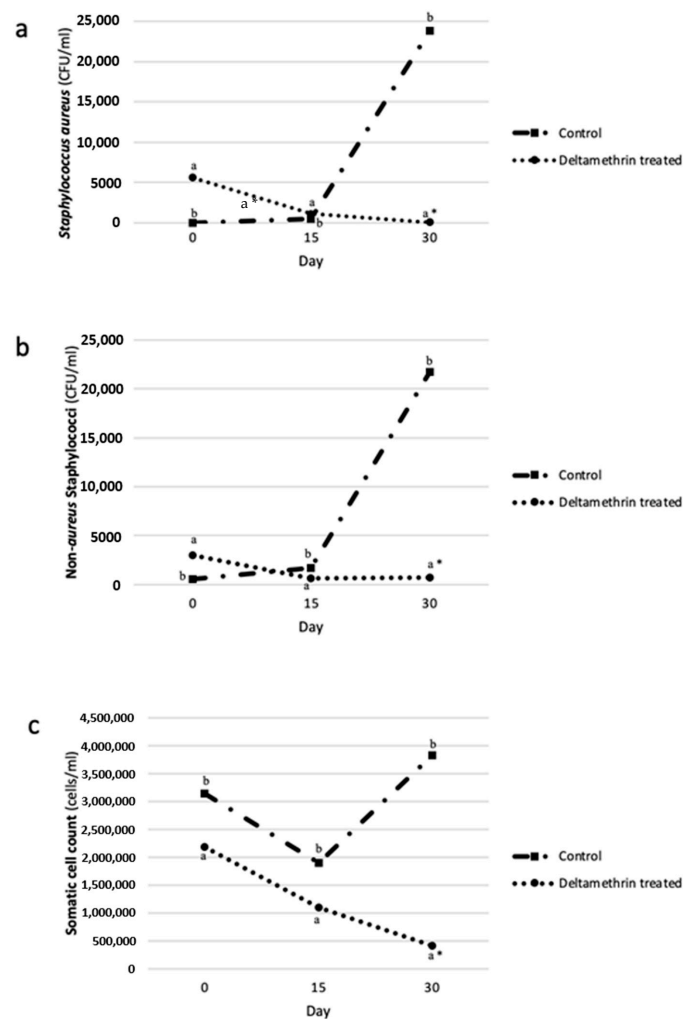 a
Staphylococcus aureus (CFU/ml)
25,000
20,000
15,000
10,000
5000
0
b
a
a *
a
b
b
a *
0 15 30
Day
Control
Deltamethrin treated
b
Non-aureus Staphylococci (CFU/ml)
25,000
20,000
15,000
10,000
5000
0
b
a
b
b
a
a *
0 15 30
Day
Control
Deltamethrin treated
c
Somatic cell count (cells/ml)
4,500,000
4,000,000
3,500,000
3,000,000
2,500,000
2,000,000
1,500,000
1,000,000
500,000
0
b
b
b
a
a
a *
0 15 30
Day
Control
Deltamethrin treated